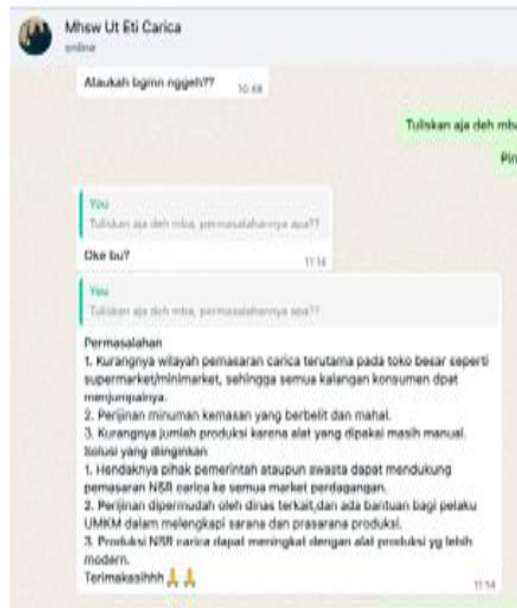 Mhsw Ut Eti Carica
online
Ataukah bgmn nggeh??
10.48
Tuliskan aja deh mba
Pin
You
Tuliskan aja deh mba, permasalahannya apa??
Oke bu?
11.14
You
Tuliskan aja deh mba, permasalahannya apa??
Permasalahan
1. Kurangnya wilayah pemasaran carica terutama pada toko besar seperti
supermarket/minimarket, sehingga semua kalangan konsumen dpat
menjumpainya.
2. Perijinan minuman kemasan yang berbelit dan mahal.
3. Kurangnya jumlah produksi karena alat yang dipakai masih manual.
Solusi yang diinginkan
1. Hendaknya pihak pemerintah ataupun swasta dapat mendukung
pemasaran NSR carica ke semua market perdagangan.
2. Perijinan dipermudah oleh dinas terkait,dan ada bantuan bagi pelaku
UMKM dalam melengkapi sarana dan prasarana produksi.
3. Produksi NSR carica dapat meningkat dengan alat produksi yg lebih
modern.
Terimakasihhh🙏🙏
11.14